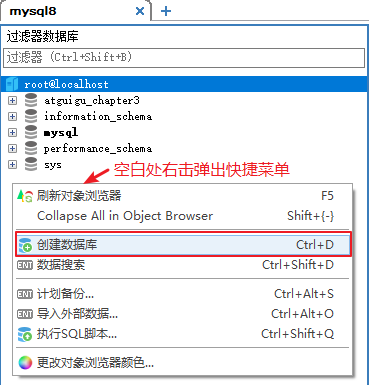 mysql8
过滤器数据库
过滤器 (Ctrl+Shift+B)
root@localhost
atguigu_chapter3
information_schema
mysql
performance_schema
sys
空白处右击弹出快捷菜单
刷新对象浏览器 F5
Collapse All in Object Browser Shift+{-}
创建数据库 Ctrl+D
ENT 数据搜索 Ctrl+Shift+D
ENT 计划备份... Ctrl+Alt+S
ENT 导入外部数据... Ctrl+Alt+O
执行SQL脚本... Ctrl+Shift+Q
更改对象浏览器颜色...